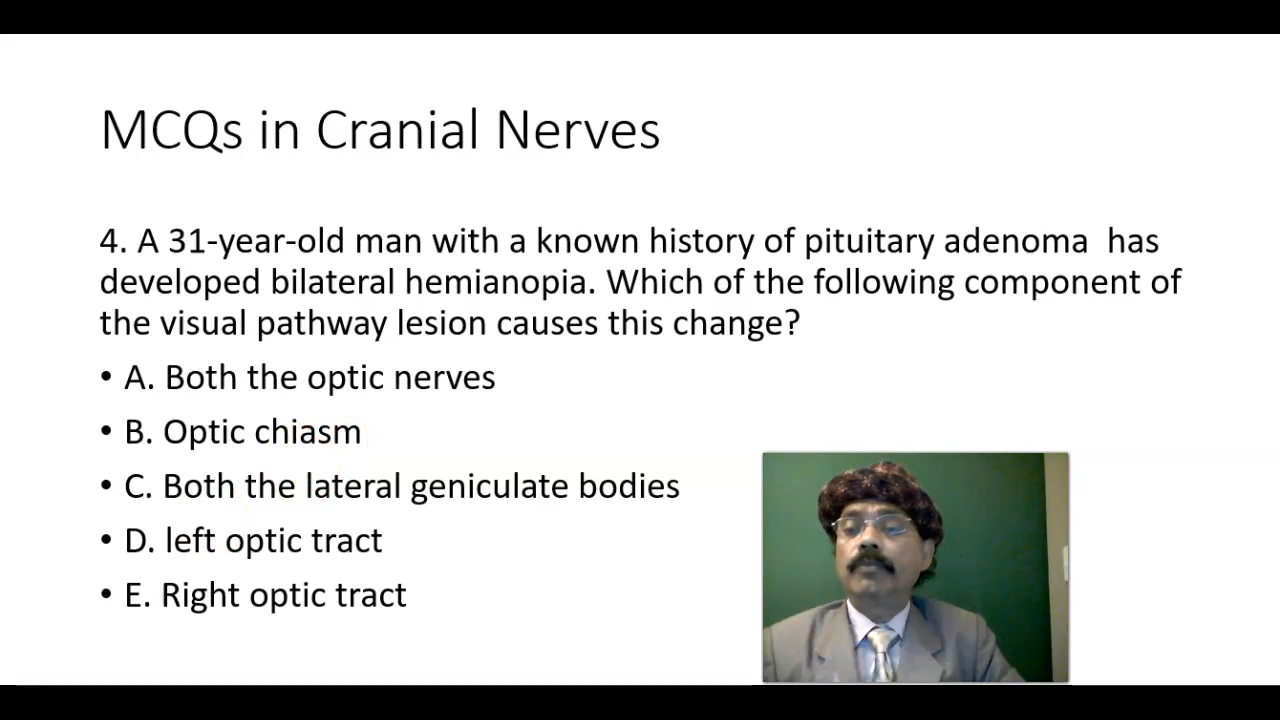 MCQs in Cranial Nerves
4. A 31-year-old man with a known history of pituitary adenoma  has
developed bilateral hemianopia. Which of the following component of
the visual pathway lesion causes this change?
• A. Both the optic nerves
• B. Optic chiasm
• C. Both the lateral geniculate bodies
• D. left optic tract
• E. Right optic tract